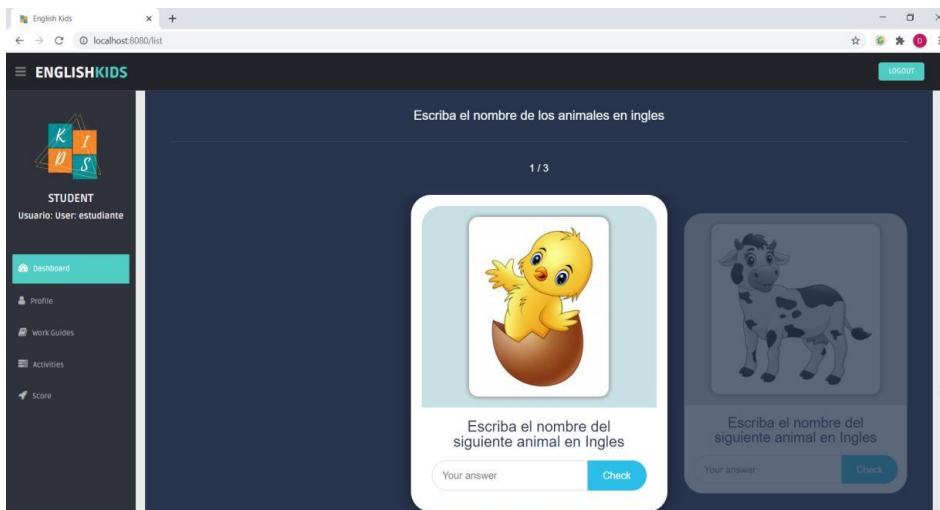 English Kids
localhost:8080/list
ENGLISHKIDS
LOGOUT
K I
D S
STUDENT
Usuario: User: estudiante
Dashboard
Profile
Work Guides
Activities
Score
Escriba el nombre de los animales en ingles
1 / 3
Escriba el nombre del
siguiente animal en Ingles
Your answer
Check
Escriba el nombre del
siguiente animal en Ingles
Your answer
Check
D